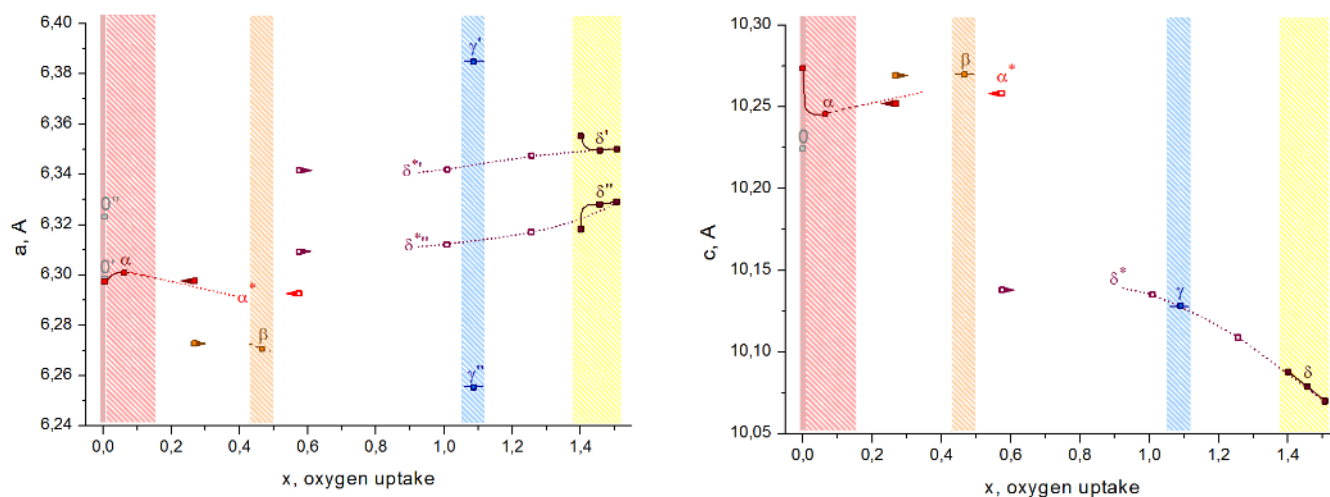 6,40
6,38
6,36
6,34
6,32
6,30
6,28
6,26
6,24
a, A
0"
0'
α
α*
β
γ'
γ"
δ*'
δ*"
δ'
δ"
0,0 0,2 0,4 0,6 0,8 1,0 1,2 1,4
x, oxygen uptake
10,30
10,25
10,20
10,15
10,10
10,05
c, A
0
α
β
α*
δ*
γ
δ
0,0 0,2 0,4 0,6 0,8 1,0 1,2 1,4
x, oxygen uptake